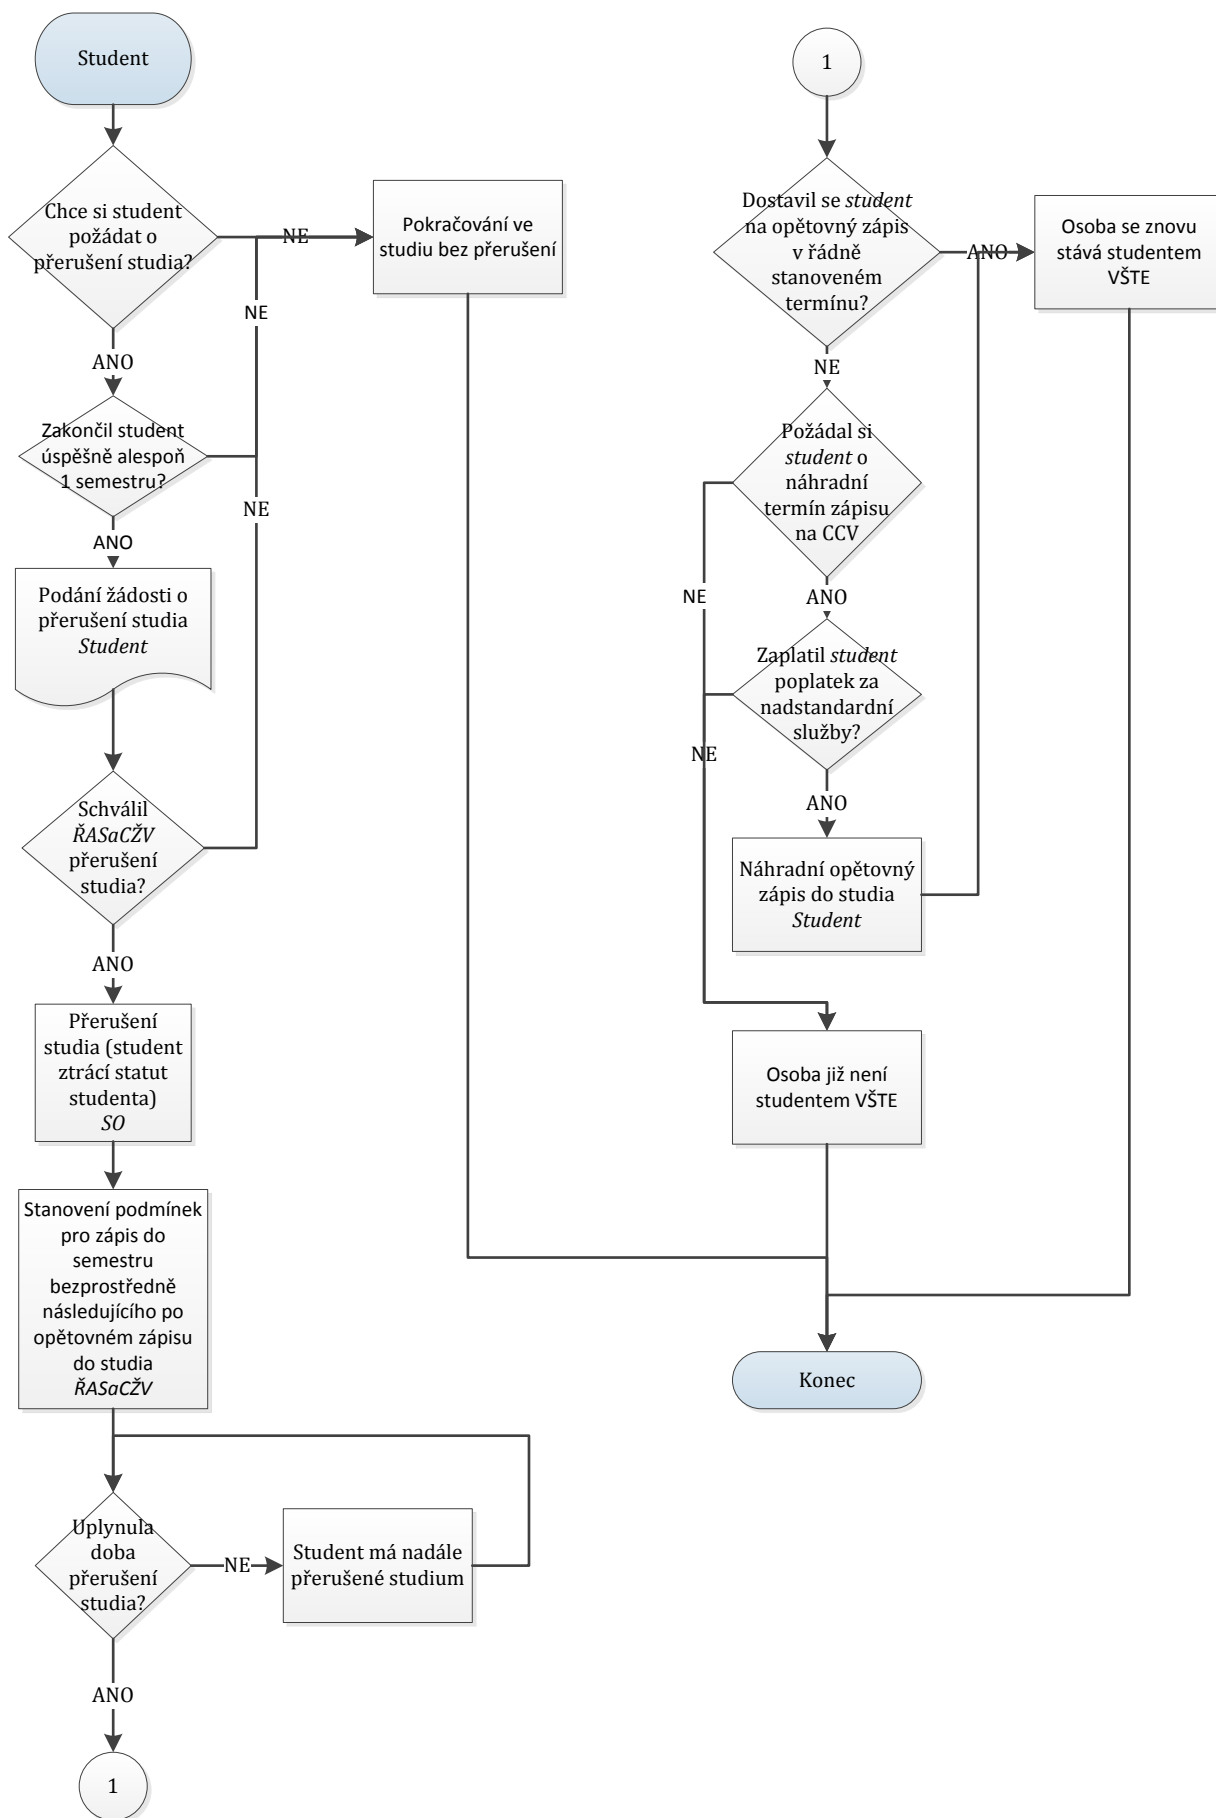 Student
Chce si student
požádat o
přerušení studia?
NE
Pokračování ve
studiu bez přerušení
NE
ANO
Zakončil student
úspěšně alespoň
1 semestru?
NE
ANO
Podání žádosti o
přerušení studia
Student
Schválil
ŘASaCŽV
přerušení
studia?
ANO
Přerušení
studia (student
ztrácí statut
studenta)
SO
Stanovení podmínek
pro zápis do
semestru
bezprostředně
následujícího po
opětovném zápisu
do studia
ŘASaCŽV
Uplynula
doba
přerušení
studia?
NE
Student má nadále
přerušené studium
ANO
1
1
Dostavil se student
na opětovný zápis
v řádně
stanoveném
termínu?
ANO
Osoba se znovu
stává studentem
VŠTE
NE
Požádal si
student o
náhradní
termín zápisu
na CCV
NE
ANO
Zaplatil student
poplatek za
nadstandardní
služby?
NE
ANO
Náhradní opětovný
zápis do studia
Student
Osoba již není
studentem VŠTE
Konec